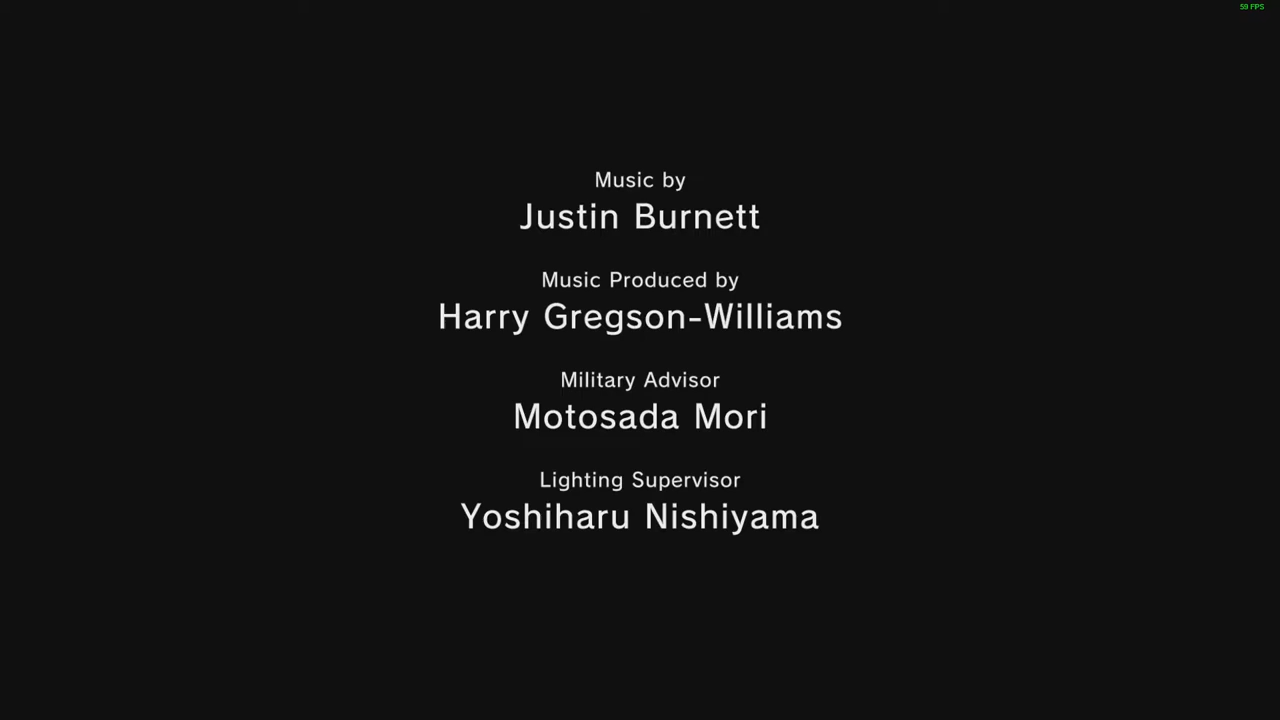 59 FPS
Music by
Justin Burnett
Music Produced by
Harry Gregson-Williams
Military Advisor
Motosada Mori
Lighting Supervisor
Yoshiharu Nishiyama